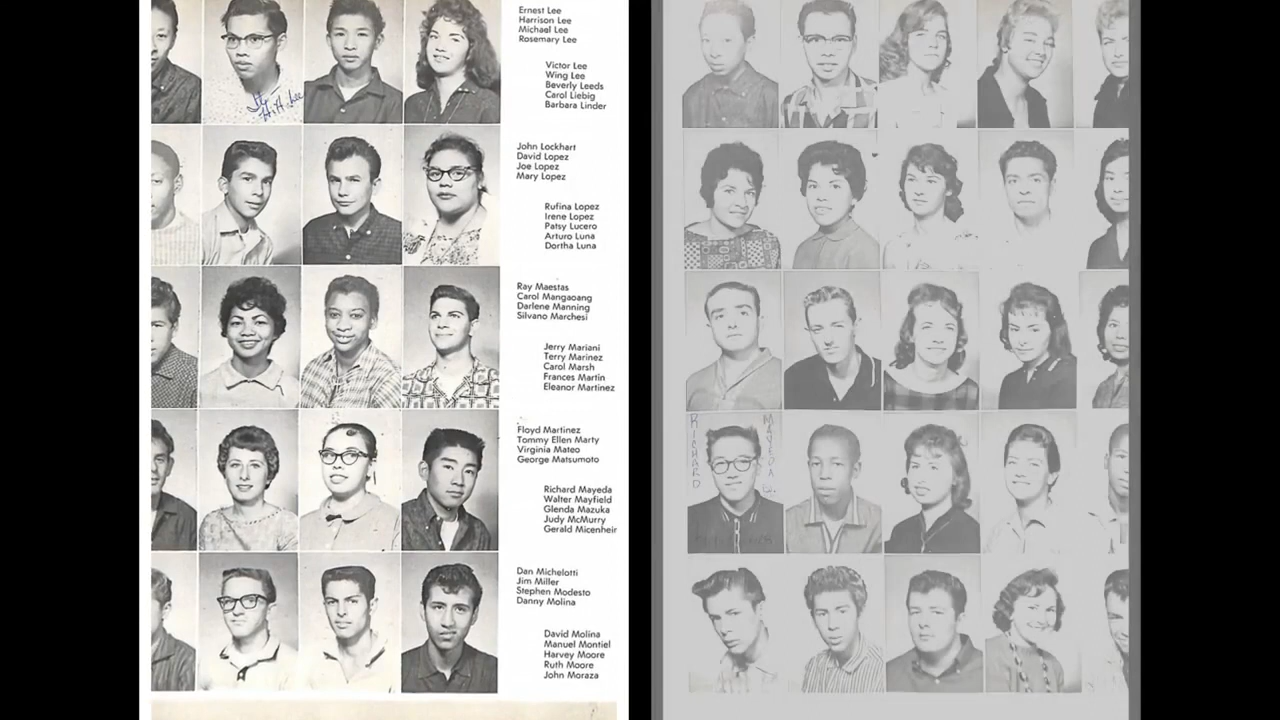 Ernest Lee
Harrison Lee
Michael Lee
Rosemary Lee
Victor Lee
Wing Lee
Beverly Leeds
Carol Liebig
Barbara Linder
John Lockhart
David Lopez
Joe Lopez
Mary Lopez
Rufina Lopez
Irene Lopez
Patsy Lucero
Arturo Luna
Dortha Luna
Ray Maestas
Carol Mangaoang
Darlene Manning
Silvano Marchesi
Jerry Mariani
Terry Marinez
Carol Marsh
Frances Martin
Eleanor Martinez
Floyd Martinez
Tommy Ellen Marty
Virginia Mateo
George Matsumoto
Richard Mayeda
Walter Mayfield
Glenda Mazuka
Judy McMurry
Gerald Micenheir
Dan Michelotti
Jim Miller
Stephen Modesto
Danny Molina
David Molina
Manuel Montiel
Harvey Moore
Ruth Moore
John Moraza
RICHARD
MAYEDA